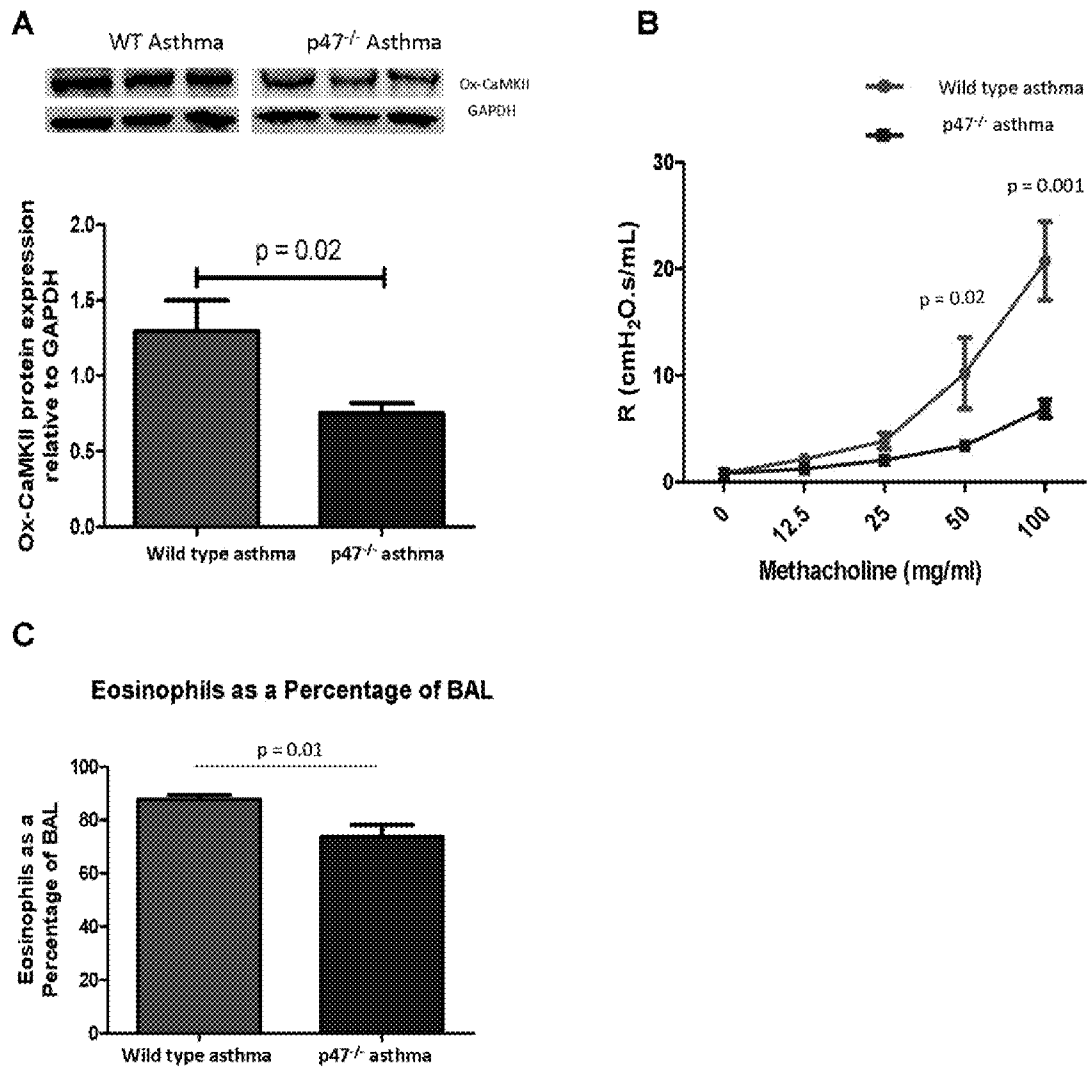 A
WT Asthma
p47-/- Asthma
Ox-CaMKII
GAPDH
Ox-CaMKII protein expression
relative to GAPDH
2.0
1.5
1.0
0.5
0.0
p = 0.02
Wild type asthma
p47-/- asthma
B
Wild type asthma
p47-/- asthma
R (cmH2O.s/mL)
30
20
10
0
p = 0.02
p = 0.001
0
12.5
25
50
100
Methacholine (mg/ml)
C
Eosinophils as a Percentage of BAL
p = 0.01
Eosinophils as a
Percentage of BAL
100
80
60
40
20
0
Wild type asthma
p47-/- asthma